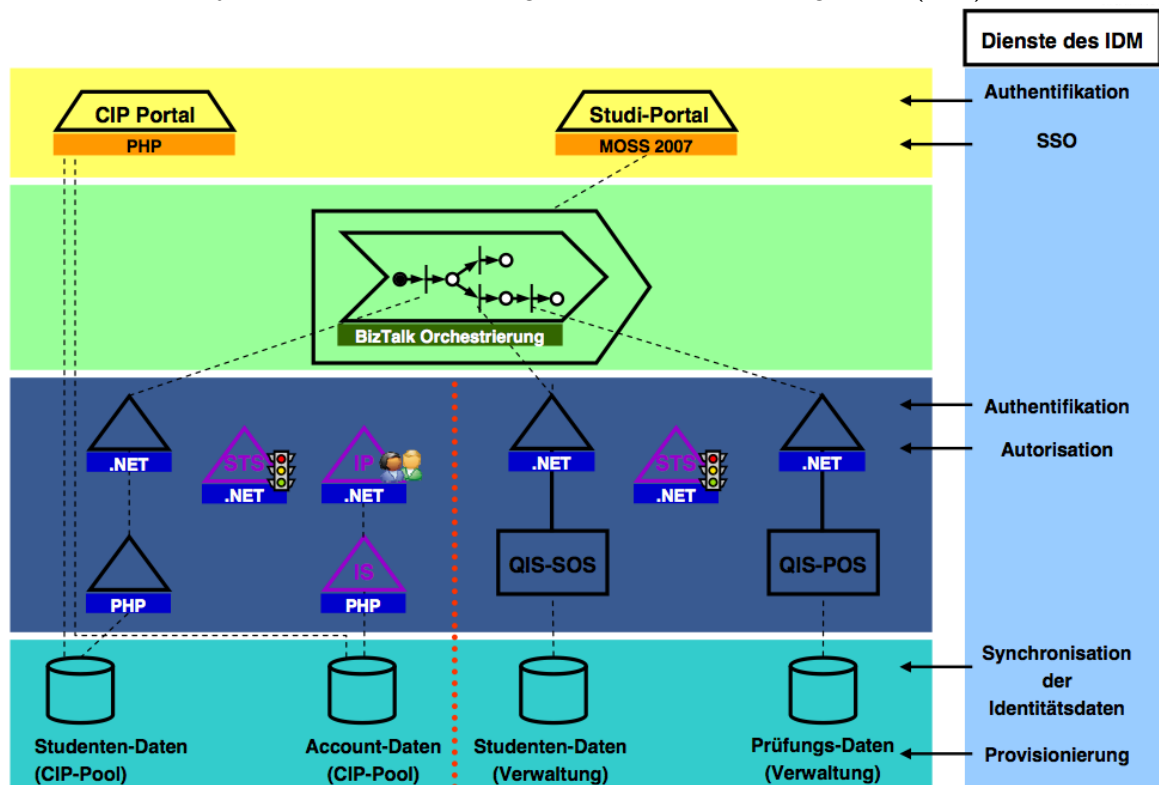 Dienste des IDM
CIP Portal
PHP
Studi-Portal
MOSS 2007
Authentifikation
SSO
BizTalk Orchestrierung
.NET
STS
.NET
IP
.NET
.NET
STS
.NET
.NET
Authentifikation
Autorisation
PHP
IS
PHP
QIS-SOS
QIS-POS
Studenten-Daten
(CIP-Pool)
Account-Daten
(CIP-Pool)
Studenten-Daten
(Verwaltung)
Prüfungs-Daten
(Verwaltung)
Synchronisation
der
Identitätsdaten
Provisionierung